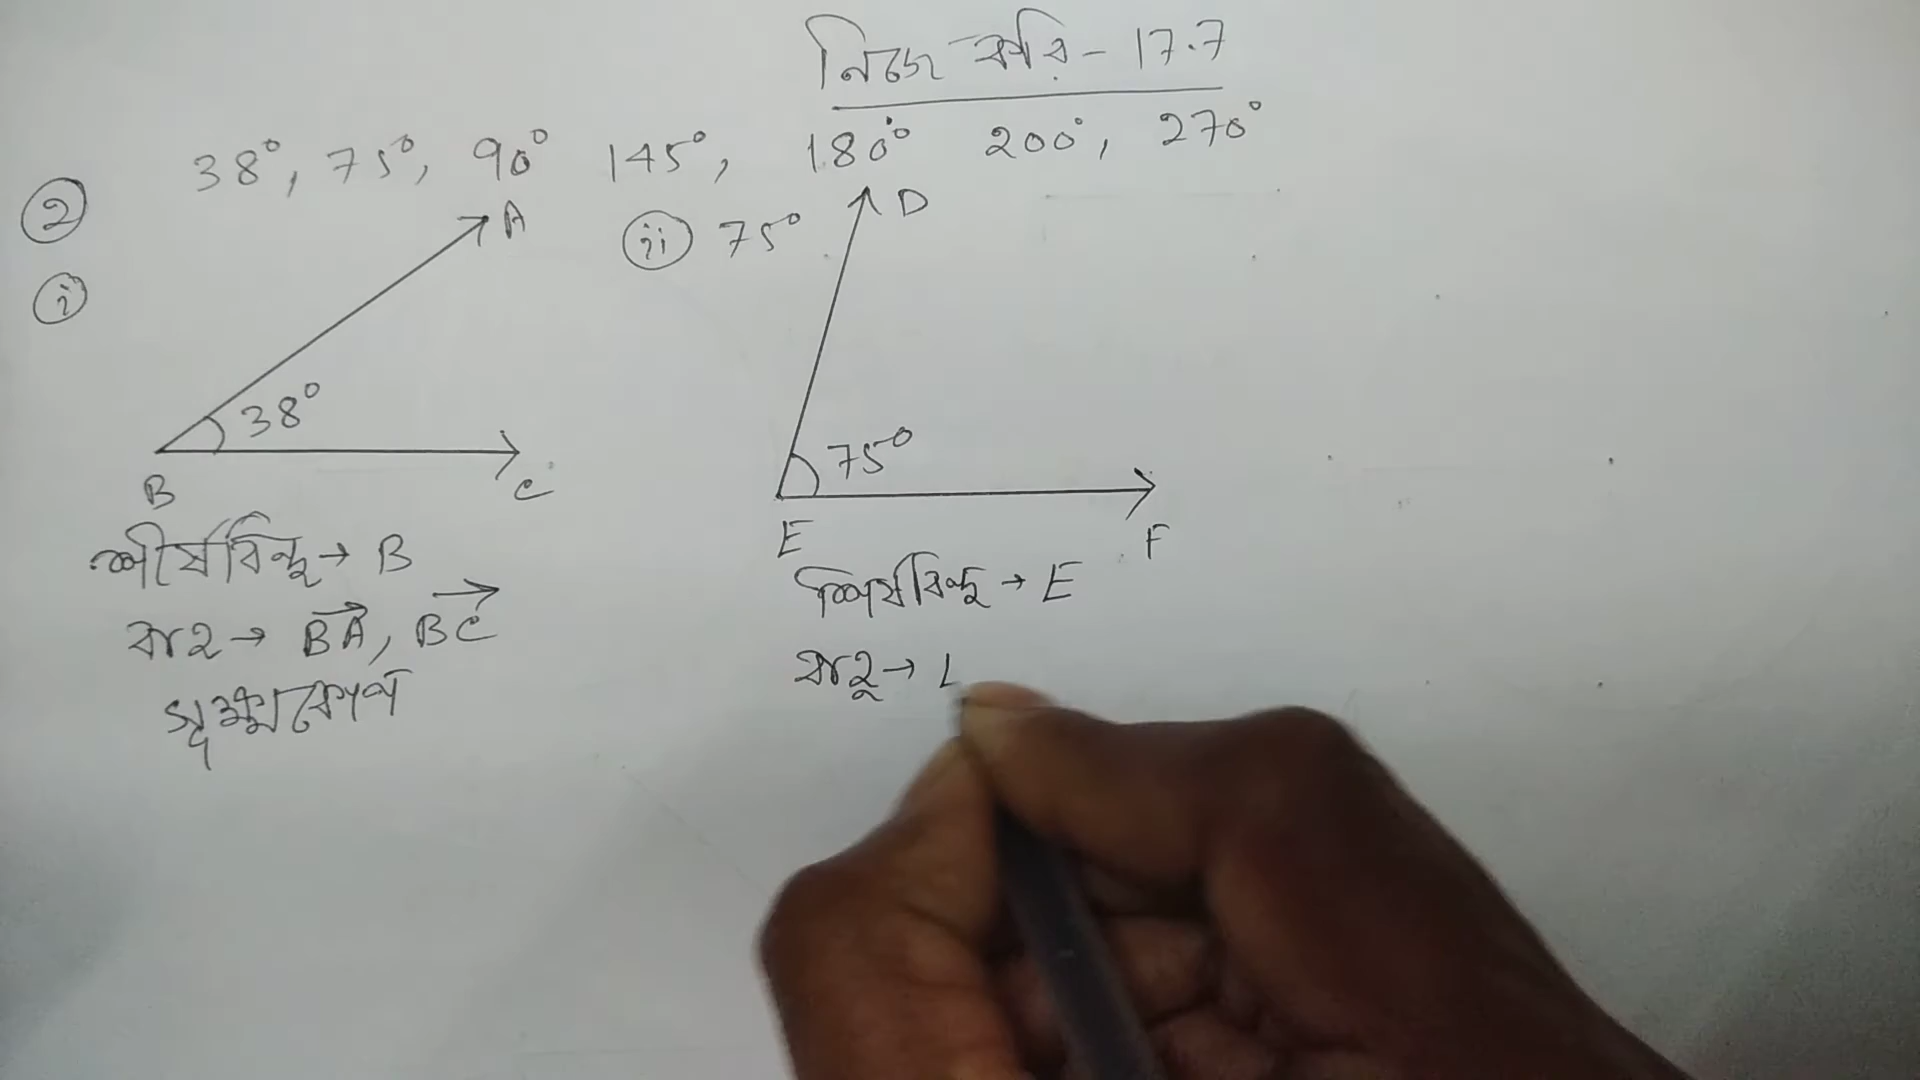 নিজে করি - 17.7
38°, 75°, 90° 145°, 180° 200°, 270°
2
i
A
38°
B
C
শীর্ষবিন্দু → B
বাহু → BA, BC
সূক্ষ্মকোণ
ii 75°
D
75°
E
F
শির্ষবিন্দু → E
বাহু →